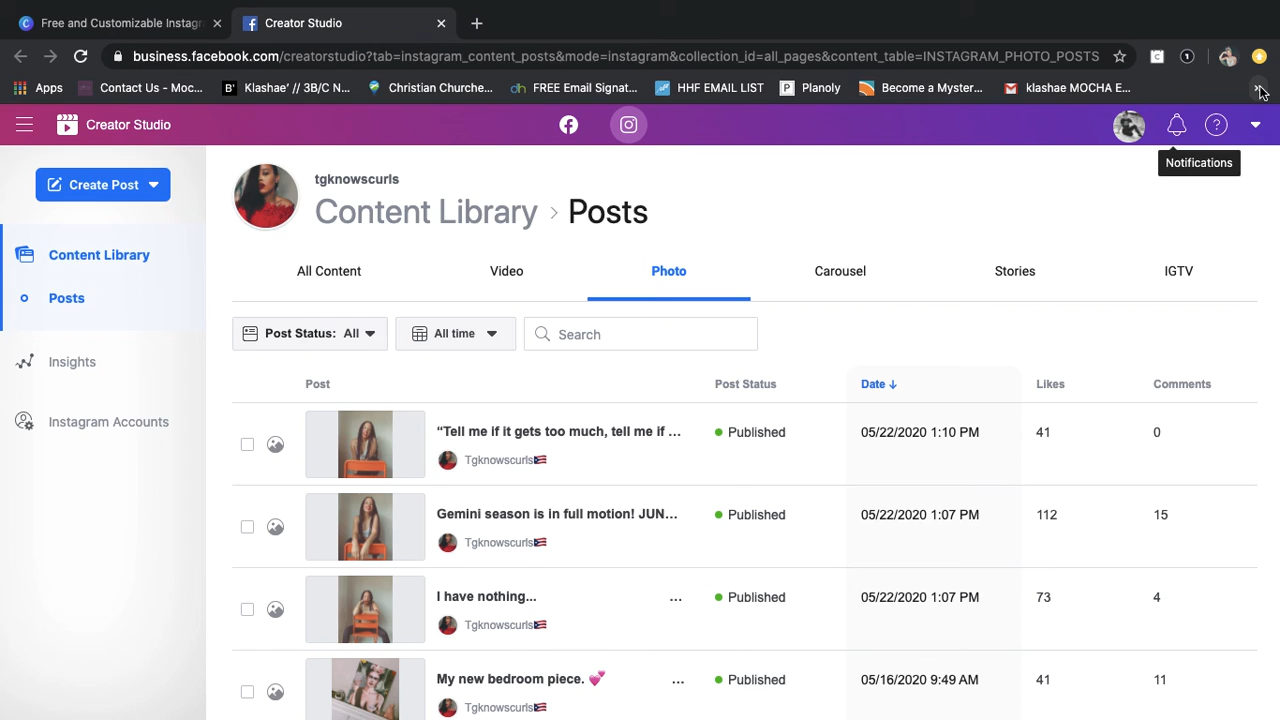 Free and Customizable Instagr
Creator Studio
business.facebook.com/creatorstudio?tab=instagram_content_posts&mode=instagram&collection_id=all_pages&content_table=INSTAGRAM_PHOTO_POSTS
Apps
Contact Us - Moc...
Klashae' // 3B/C N...
Christian Churche...
FREE Email Signat...
HHF EMAIL LIST
Planoly
Become a Myster...
klashae MOCHA E...
Creator Studio
Notifications
Create Post
Content Library
Posts
Insights
Instagram Accounts
tgknowscurls
Content Library > Posts
All Content Video Photo Carousel Stories IGTV
Post Status: All
All time
Search
Post Post Status Date ↓ Likes Comments
“Tell me if it gets too much, tell me if ... Published 05/22/2020 1:10 PM 41 0
Tgknowscurls🇵🇷
Gemini season is in full motion! JUN... Published 05/22/2020 1:07 PM 112 15
Tgknowscurls🇵🇷
I have nothing... ... Published 05/22/2020 1:07 PM 73 4
Tgknowscurls🇵🇷
My new bedroom piece. 💕 ... Published 05/16/2020 9:49 AM 41 11
Tgknowscurls🇵🇷